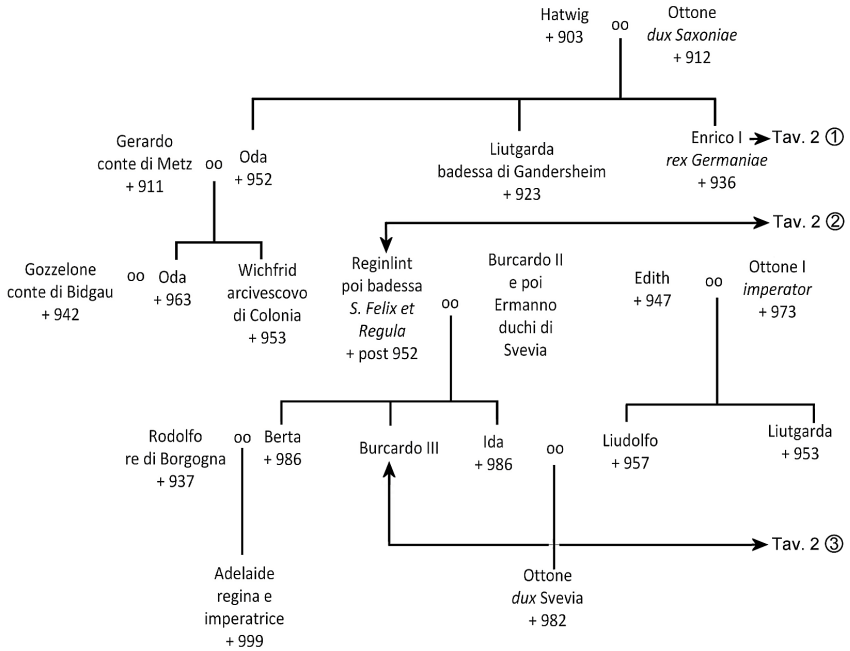 Hatwig
+ 903
oo
Ottone
dux Saxoniae
+ 912
Gerardo
conte di Metz
+ 911
oo
Oda
+ 952
Liutgarda
badessa di Gandersheim
+ 923
Enrico I
rex Germaniae
+ 936
Tav. 2 ①
Tav. 2 ②
Gozzelone
conte di Bidgau
+ 942
oo
Oda
+ 963
Wichfrid
arcivescovo
di Colonia
+ 953
Reginlint
poi badessa
S. Felix et
Regula
+ post 952
oo
Burcardo II
e poi
Ermanno
duchi di
Svevia
Edith
+ 947
oo
Ottone I
imperator
+ 973
Rodolfo
re di Borgogna
+ 937
oo
Berta
+ 986
Burcardo III
Ida
+ 986
oo
Liudolfo
+ 957
Liutgarda
+ 953
Tav. 2 ③
Adelaide
regina e
imperatrice
+ 999
Ottone
dux Svevia
+ 982